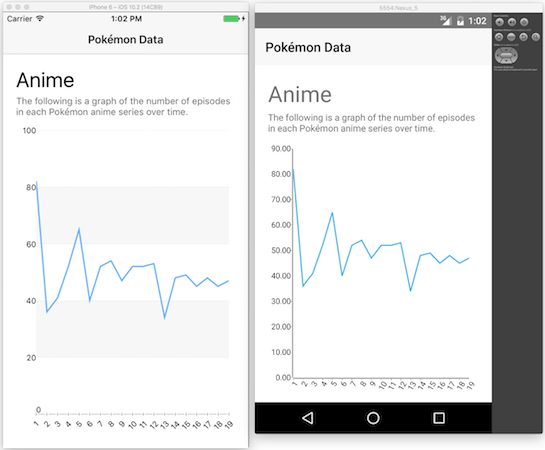 iPhone 6 – iOS 10.2 (14C89)
Carrier
1:02 PM
Pokémon Data
Anime
The following is a graph of the number of episodes
in each Pokémon anime series over time.
100
80
60
40
20
0
1 2 3 4 5 6 7 8 9 10 11 12 13 14 15 16 17 18 19
5554:Nexus_5
3G 1:02
Pokémon Data
Anime
The following is a graph of the number of episodes
in each Pokémon anime series over time.
90.00
80.00
70.00
60.00
50.00
40.00
30.00
20.00
10.00
0.00
1 2 3 4 5 6 7 8 9 10 11 12 13 14 15 16 17 18 19